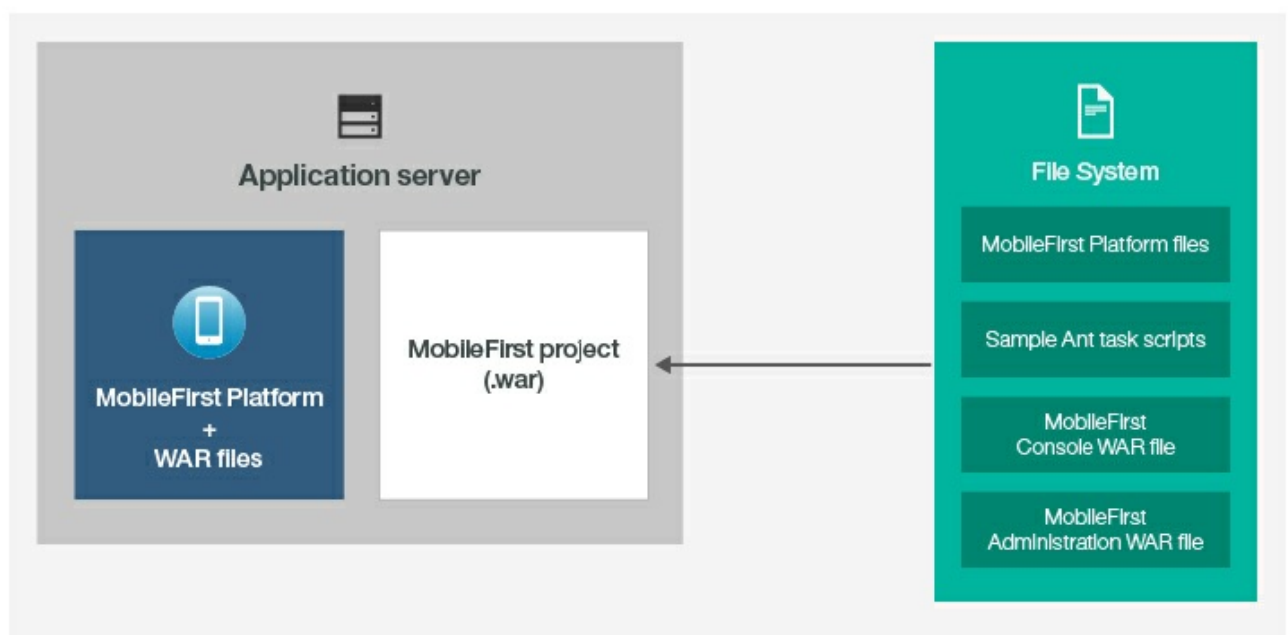 Application server
MobileFirst Platform
+
WAR files
MobileFirst project
(.war)
File System
MobileFirst Platform files
Sample Ant task scripts
MobileFirst
Console WAR file
MobileFirst
Administration WAR file